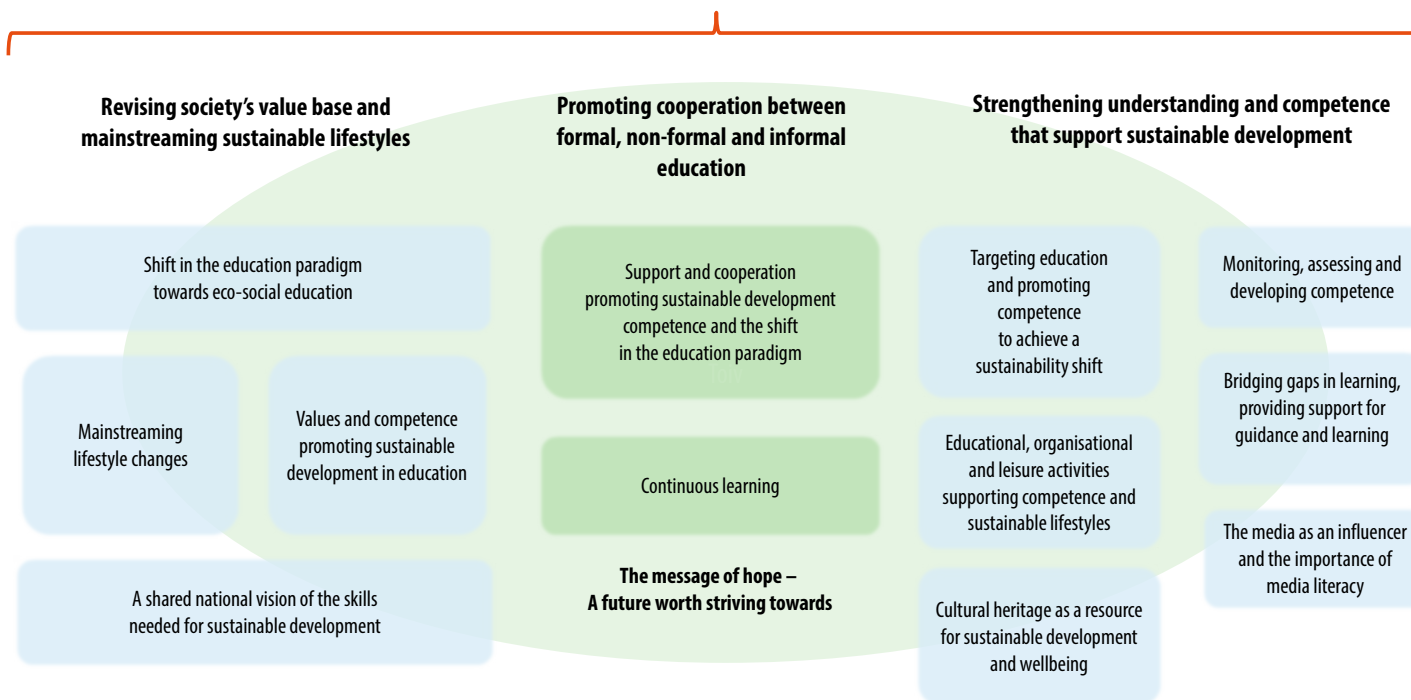 Revising society’s value base and
mainstreaming sustainable lifestyles
Shift in the education paradigm
towards eco-social education
Mainstreaming
lifestyle changes
Values and competence
promoting sustainable
development in education
A shared national vision of the skills
needed for sustainable development
Promoting cooperation between
formal, non-formal and informal
education
Support and cooperation
promoting sustainable development
competence and the shift
in the education paradigm
Continuous learning
The message of hope –
A future worth striving towards
Strengthening understanding and competence
that support sustainable development
Targeting education
and promoting
competence
to achieve a
sustainability shift
Educational, organisational
and leisure activities
supporting competence and
sustainable lifestyles
Cultural heritage as a resource
for sustainable development
and wellbeing
Monitoring, assessing and
developing competence
Bridging gaps in learning,
providing support for
guidance and learning
The media as an influencer
and the importance of
media literacy